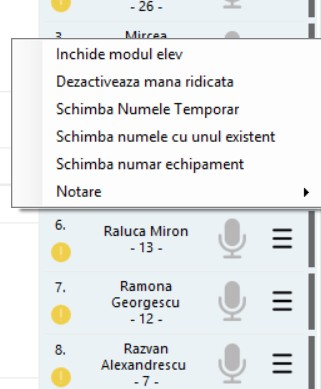 - 26 -
3. Mircea
Inchide modul elev
Dezactiveaza mana ridicata
Schimba Numele Temporar
Schimba numele cu unul existent
Schimba numar echipament
Notare
6. Raluca Miron
- 13 -
7. Ramona
Georgescu
- 12 -
8. Razvan
Alexandrescu
- 7 -